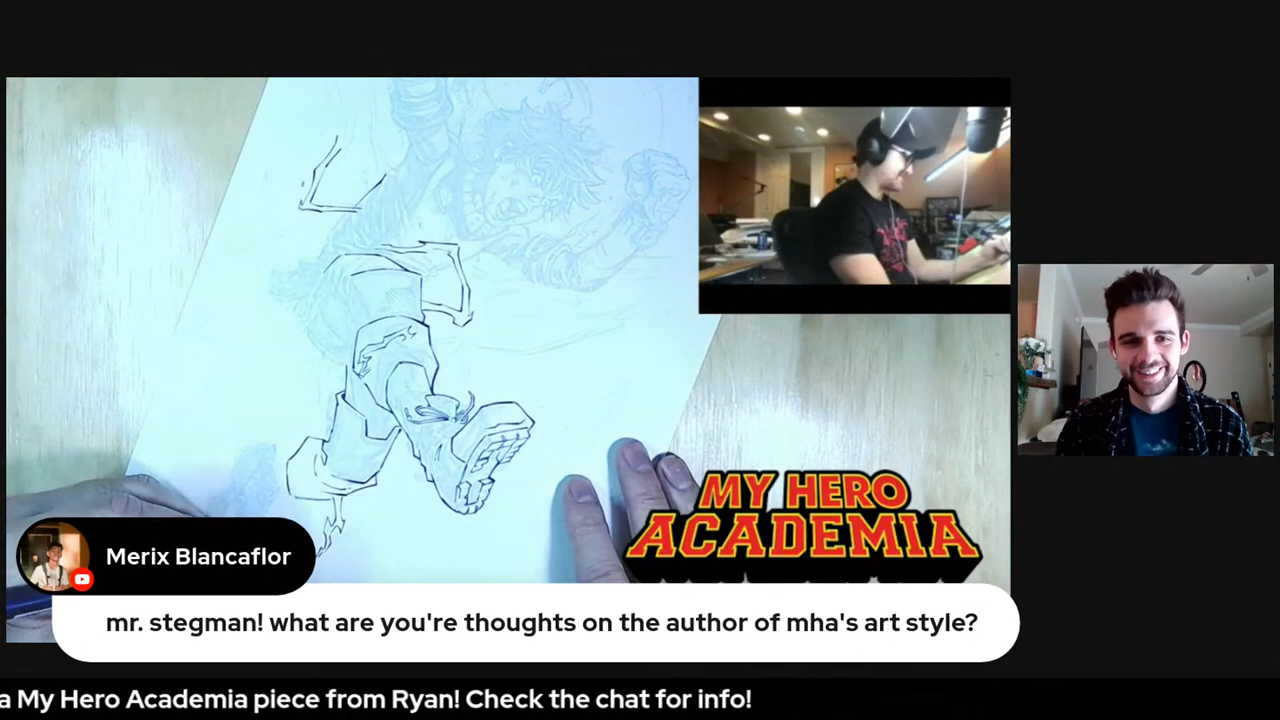 MY HERO
ACADEMIA
Merix Blancaflor
mr. stegman! what are you're thoughts on the author of mha's art style?
a My Hero Academia piece from Ryan! Check the chat for info!